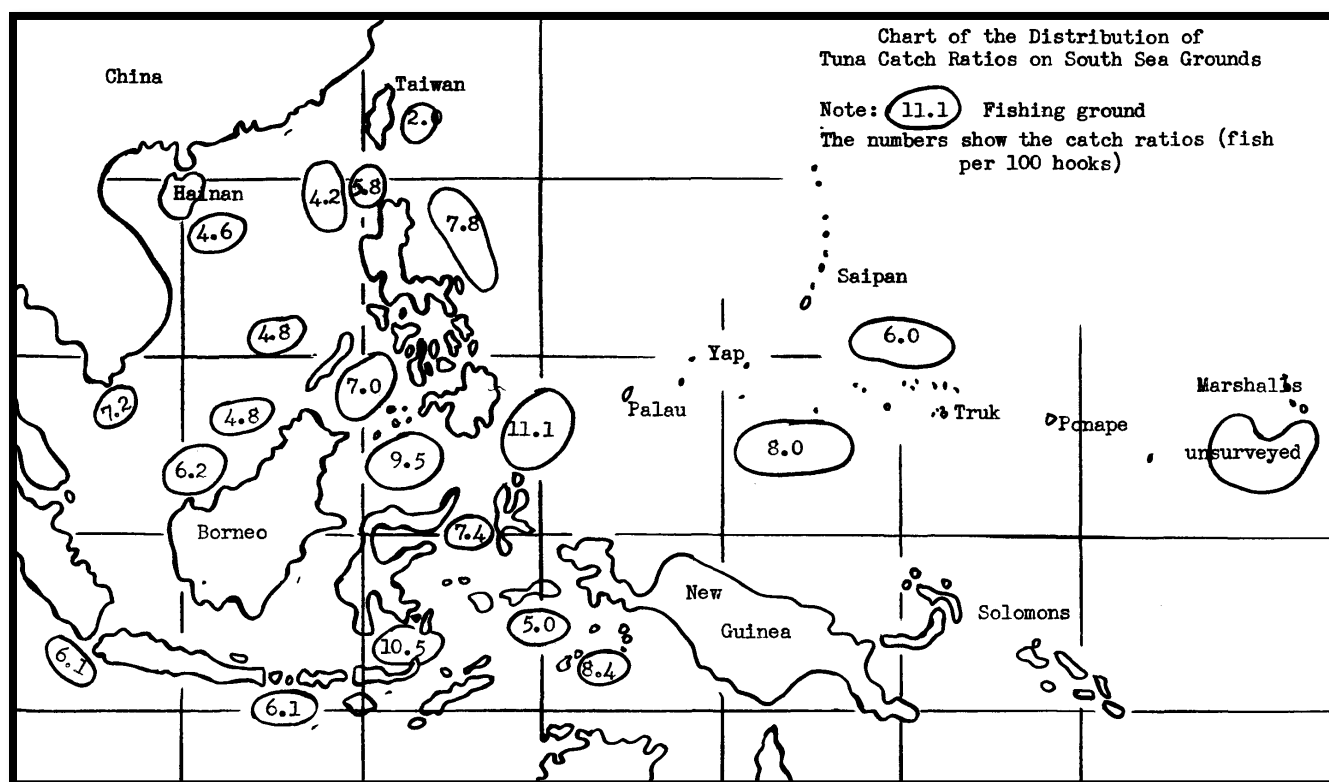 Chart of the Distribution of
Tuna Catch Ratios on South Sea Grounds
Note: 11.1 Fishing ground
The numbers show the catch ratios (fish
per 100 hooks)
China
Taiwan
Hainan
4.2
5.8
7.8
4.6
Saipan
4.8
6.0
Yap
7.0
7.2
4.8
Palau
Truk
Ponape
Marshalls
11.1
8.0
unsurveyed
6.2
9.5
Borneo
7.4
New
Guinea
Solomons
5.0
10.5
8.4
6.1
6.1